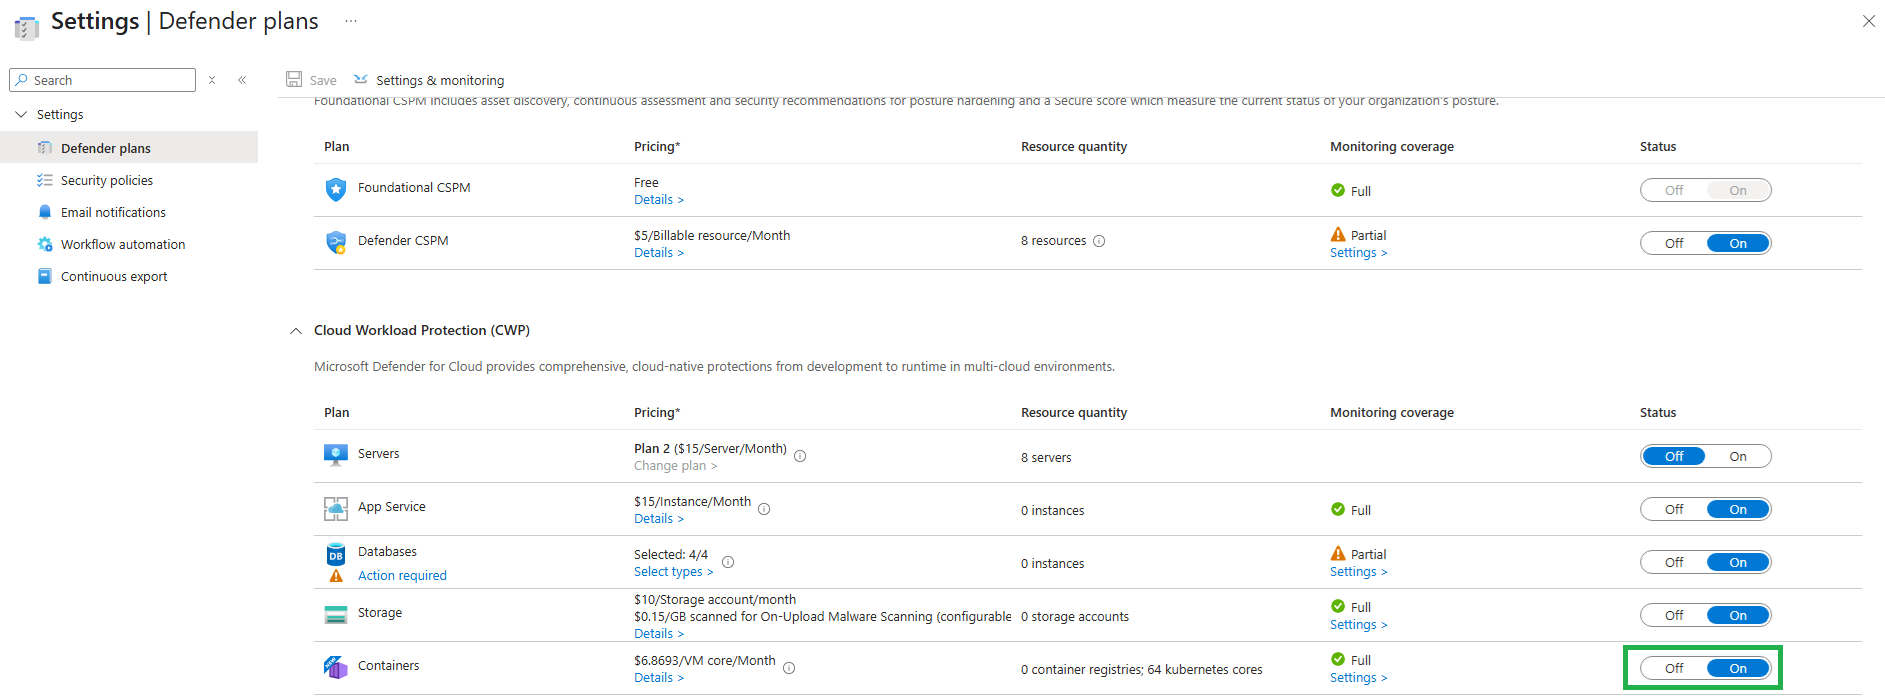 Settings | Defender plans ...
Search
Save
Settings & monitoring
Settings
Defender plans
Security policies
Email notifications
Workflow automation
Continuous export
Foundational CSPM includes asset discovery, continuous assessment and security recommendations for posture hardening and a Secure score which measure the current status of your organization's posture.
Plan Pricing* Resource quantity Monitoring coverage Status
Foundational CSPM Free Details > Full Off On
Defender CSPM $5/Billable resource/Month Details > 8 resources Partial Settings > Off On
Cloud Workload Protection (CWP)
Microsoft Defender for Cloud provides comprehensive, cloud-native protections from development to runtime in multi-cloud environments.
Plan Pricing* Resource quantity Monitoring coverage Status
Servers Plan 2 ($15/Server/Month) Change plan > 8 servers Off On
App Service $15/Instance/Month Details > 0 instances Full Off On
DB Databases Action required Selected: 4/4 Select types > 0 instances Partial Settings > Off On
Storage $10/Storage account/month $0.15/GB scanned for On-Upload Malware Scanning (configurable Details > 0 storage accounts Full Settings > Off On
NEW Containers $6.8693/VM core/Month Details > 0 container registries; 64 kubernetes cores Full Settings > Off On